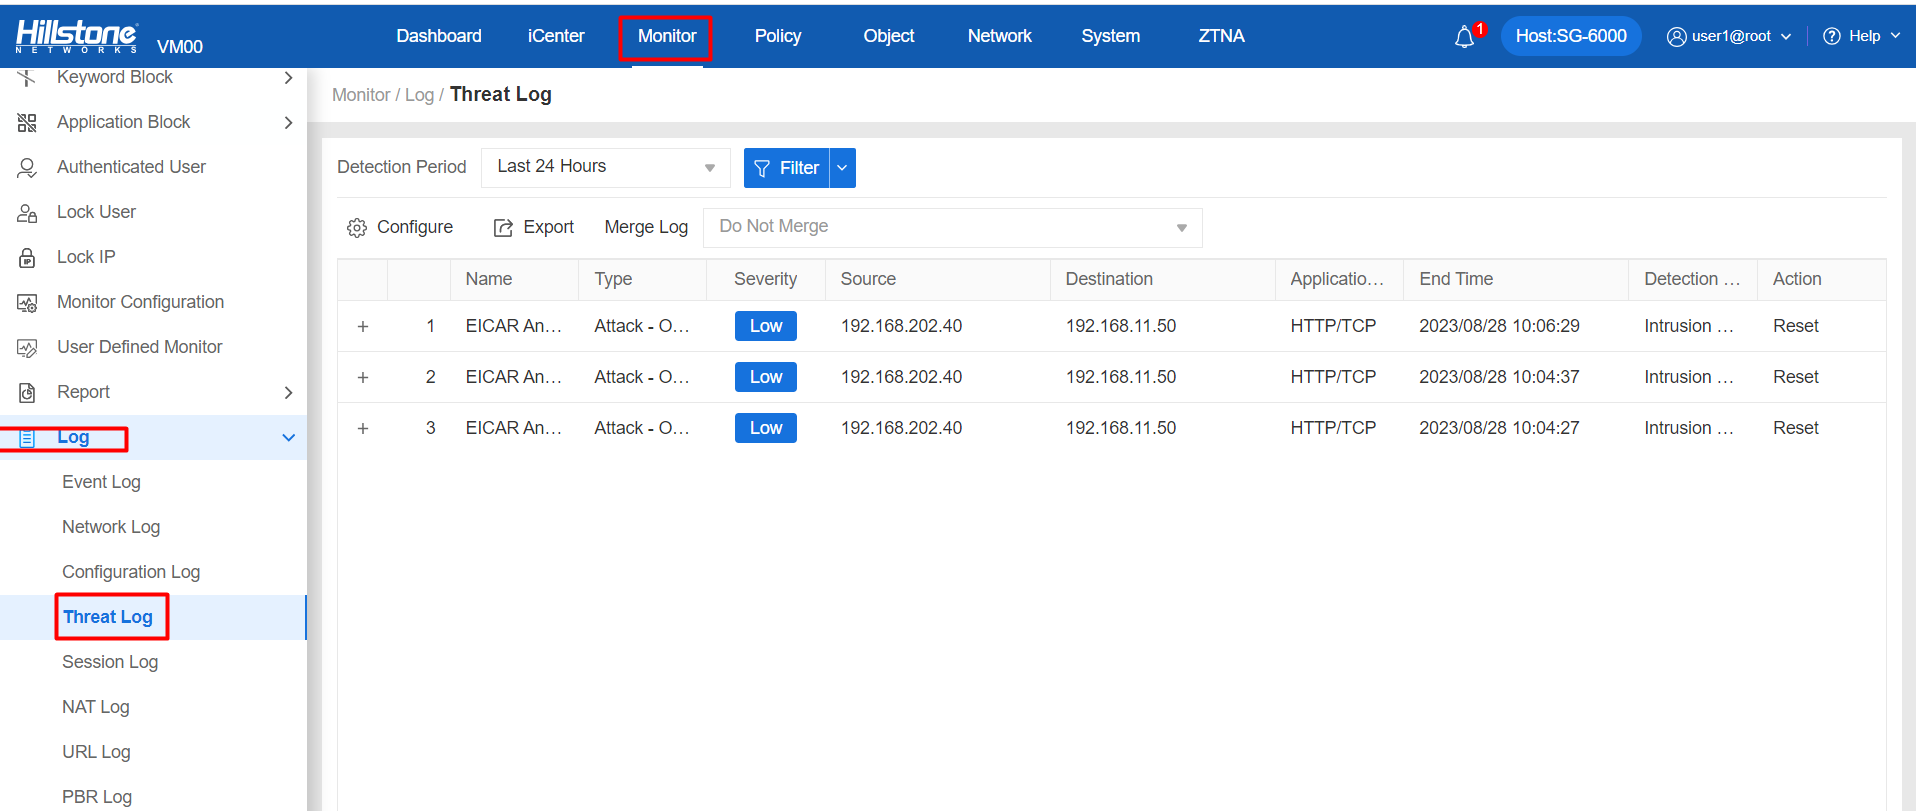 Hillstone
NETWORKS
VM00
Dashboard
iCenter
Monitor
Policy
Object
Network
System
ZTNA
1
Host:SG-6000
user1@root
Help
Keyword Block
Application Block
Authenticated User
Lock User
IP
Lock IP
Monitor Configuration
User Defined Monitor
Report
Log
Event Log
Network Log
Configuration Log
Threat Log
Session Log
NAT Log
URL Log
PBR Log
Monitor / Log / Threat Log
Detection Period
Last 24 Hours
Filter
Configure
Export
Merge Log
Do Not Merge
Name Type Severity Source Destination Applicatio... End Time Detection ... Action
+ 1 EICAR An... Attack - O... Low 192.168.202.40 192.168.11.50 HTTP/TCP 2023/08/28 10:06:29 Intrusion ... Reset
+ 2 EICAR An... Attack - O... Low 192.168.202.40 192.168.11.50 HTTP/TCP 2023/08/28 10:04:37 Intrusion ... Reset
+ 3 EICAR An... Attack - O... Low 192.168.202.40 192.168.11.50 HTTP/TCP 2023/08/28 10:04:27 Intrusion ... Reset